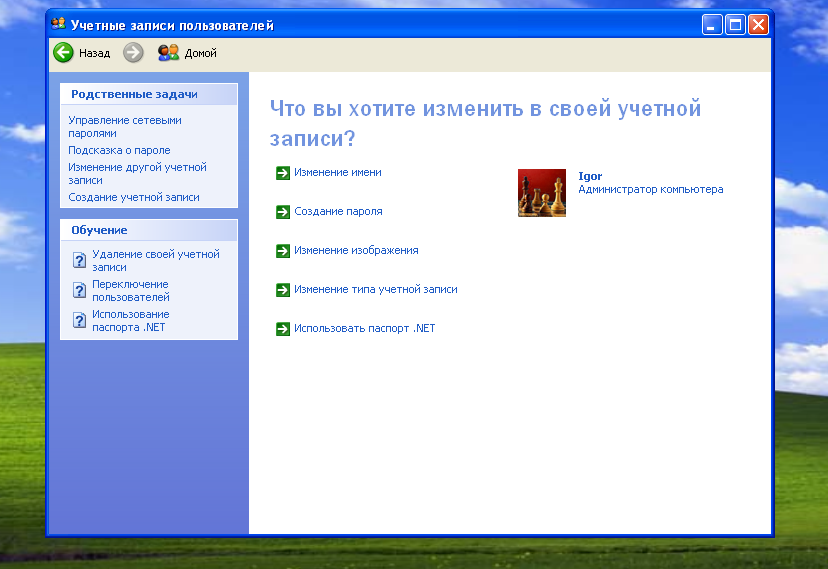 Учетные записи пользователей
Назад
Домой
Родственные задачи
Управление сетевыми
паролями
Подсказка о пароле
Изменение другой учетной
записи
Создание учетной записи
Обучение
Удаление своей учетной
записи
Переключение
пользователей
Использование
паспорта .NET
Что вы хотите изменить в своей учетной
записи?
Изменение имени
Создание пароля
Изменение изображения
Изменение типа учетной записи
Использовать паспорт .NET
Igor
Администратор компьютера